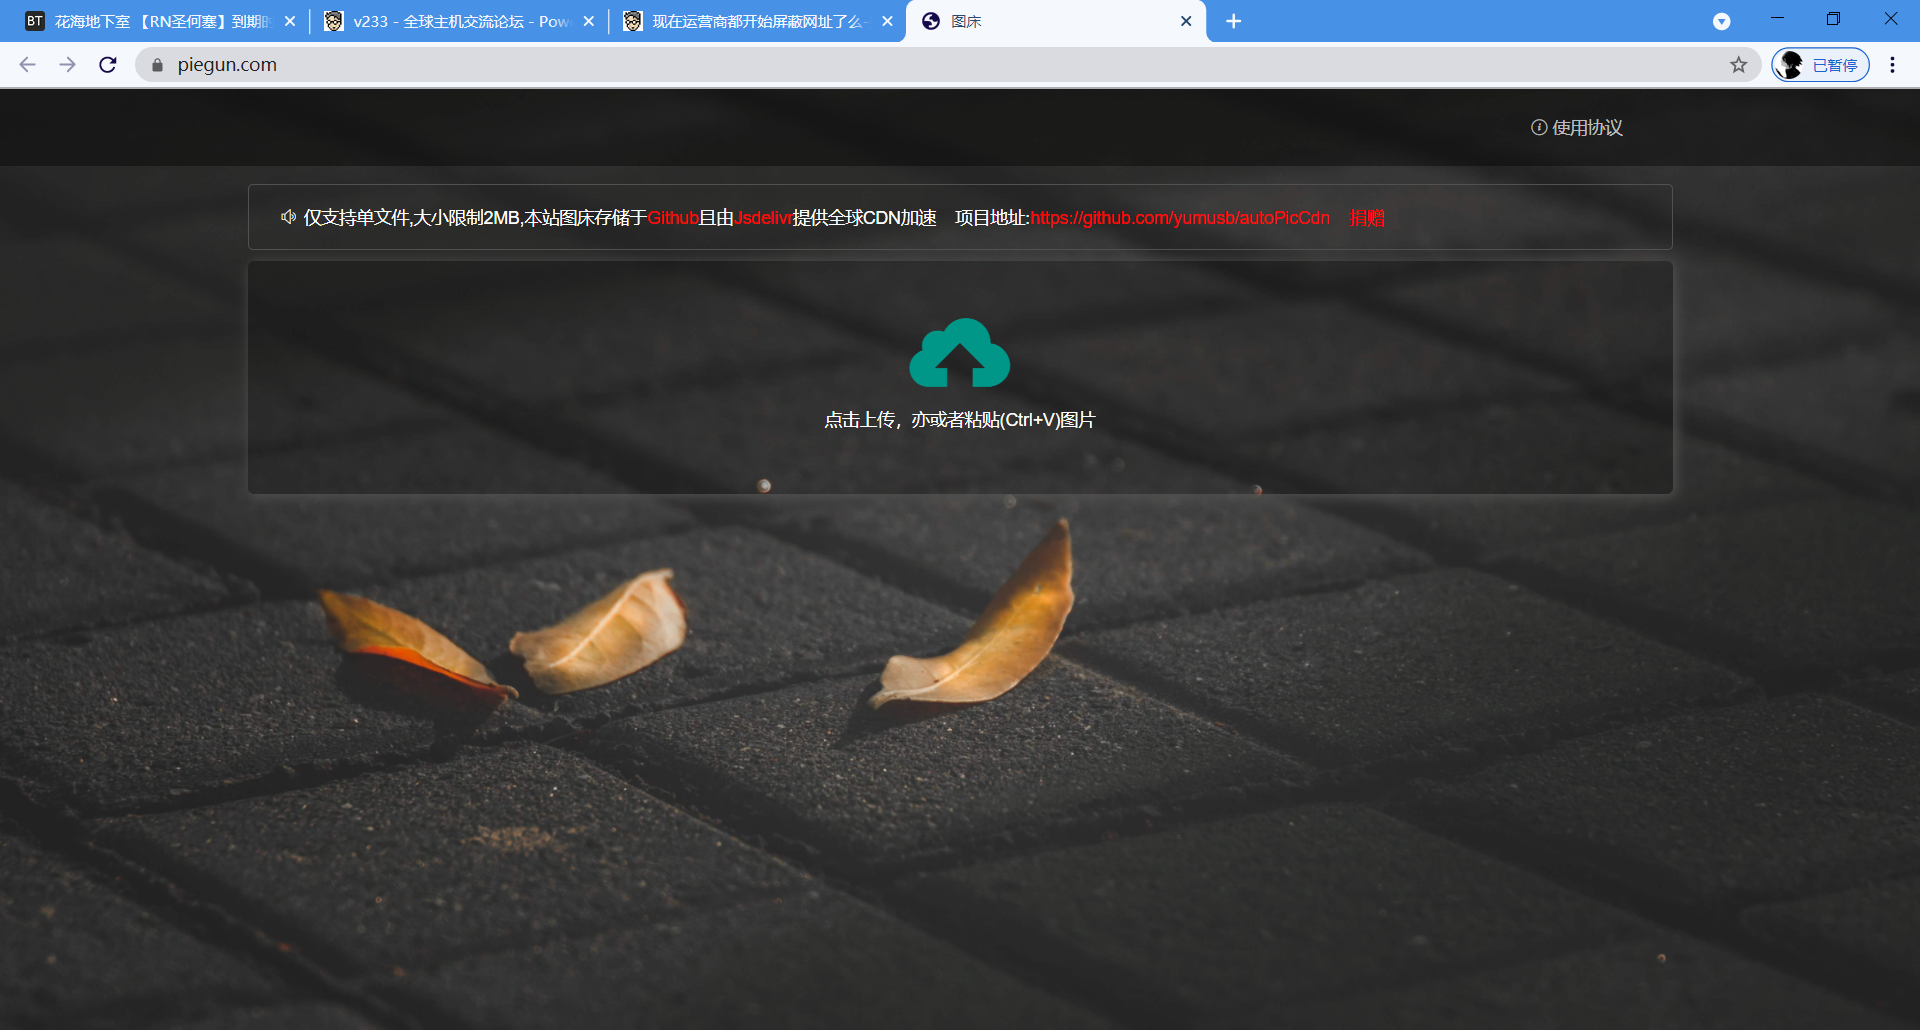 BT 花海地下室 【RN圣何塞】到期的
v233 - 全球主机交流论坛 - Pow
现在运营商都开始屏蔽网址了么-
图床
piegun.com
已暂停
使用协议
仅支持单文件,大小限制2MB,本站图床存储于Github且由Jsdelivr提供全球CDN加速 项目地址:https://github.com/yumusb/autoPicCdn 捐赠
点击上传，亦或者粘贴(Ctrl+V)图片